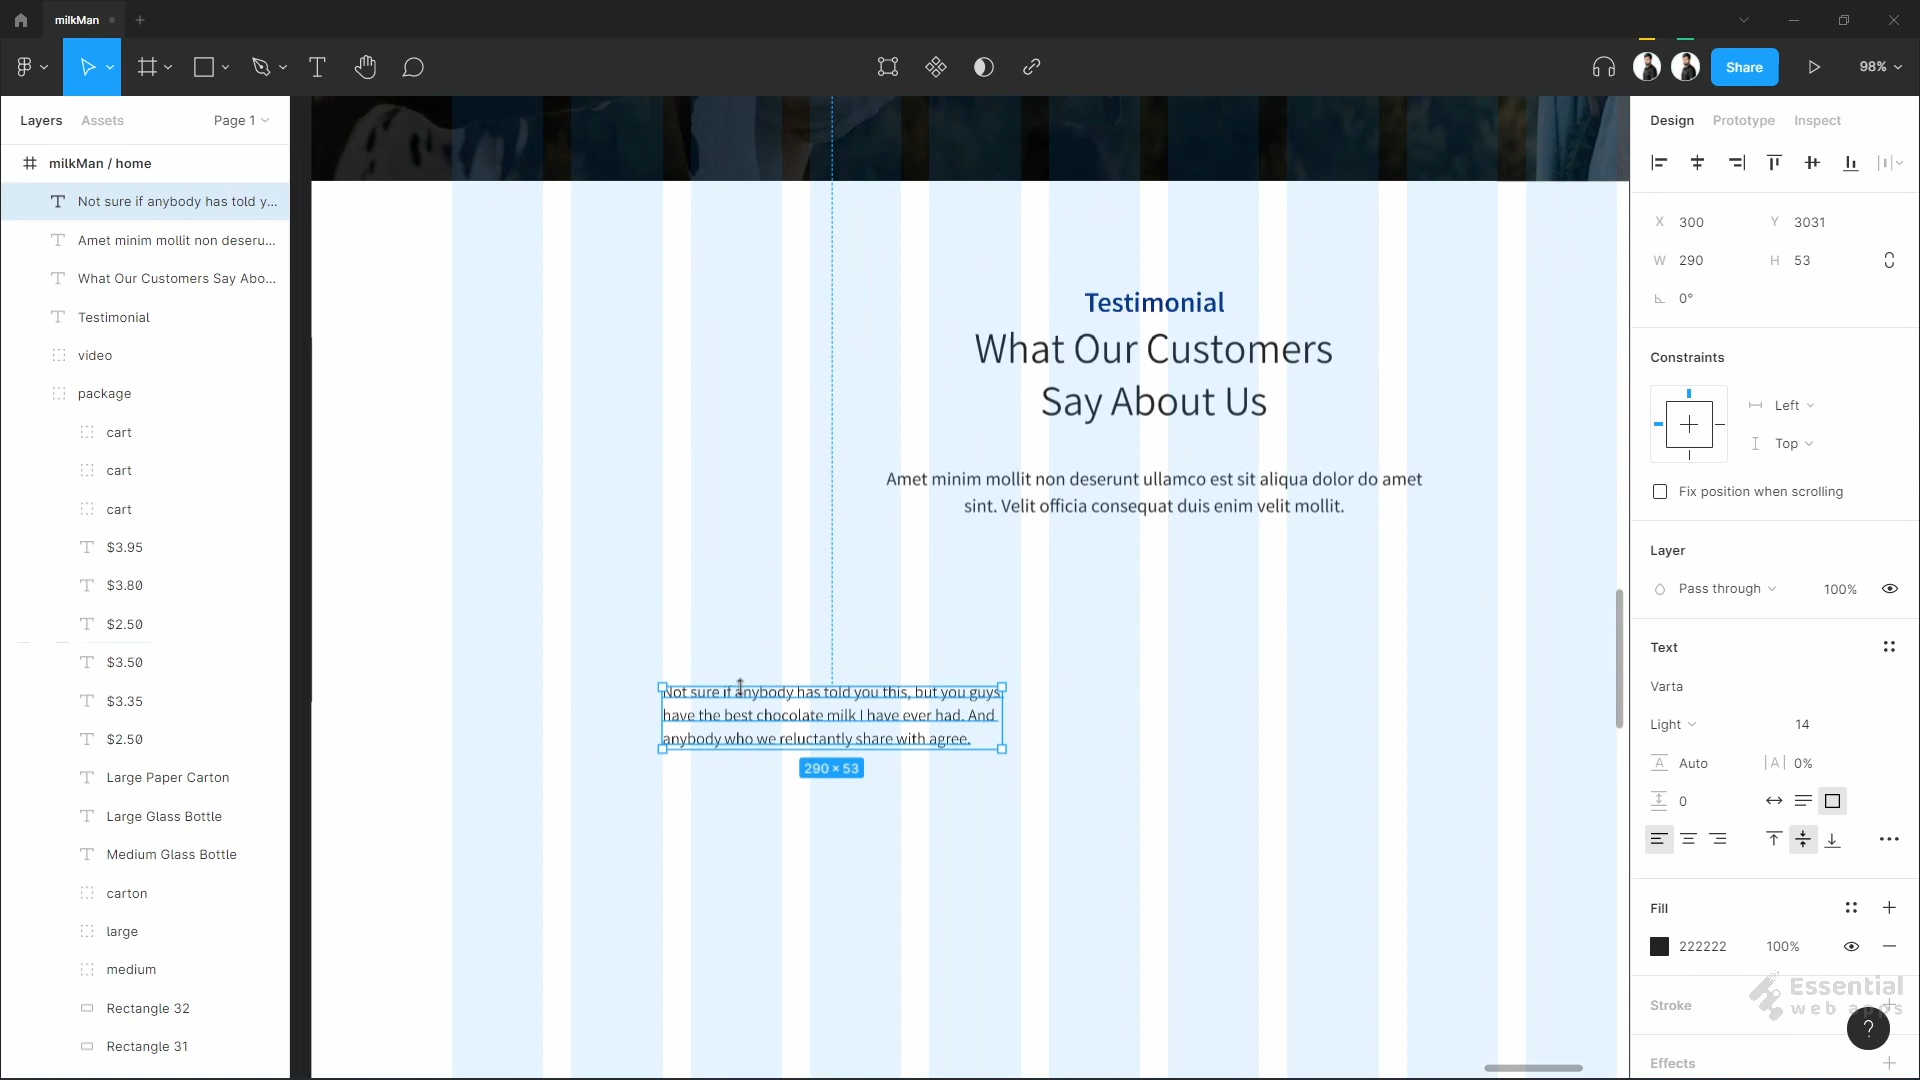 milkMan
Share
98%
Layers
Assets
Page 1
milkMan / home
Not sure if anybody has told y...
Amet minim mollit non deseru...
What Our Customers Say Abo...
Testimonial
video
package
cart
cart
cart
$3.95
$3.80
$2.50
$3.50
$3.35
$2.50
Large Paper Carton
Large Glass Bottle
Medium Glass Bottle
carton
large
medium
Rectangle 32
Rectangle 31
Testimonial
What Our Customers
Say About Us
Amet minim mollit non deserunt ullamco est sit aliqua dolor do amet
sint. Velit officia consequat duis enim velit mollit.
Not sure if anybody has told you this, but you guys
have the best chocolate milk I have ever had. And
anybody who we reluctantly share with agree.
290 × 53
Design
Prototype
Inspect
X 300
Y 3031
W 290
H 53
0°
Constraints
Left
Top
Fix position when scrolling
Layer
Pass through
100%
Text
Varta
Light
14
Auto
|A| 0%
0
Fill
222222
100%
Essential
web apps
Stroke
?
Effects